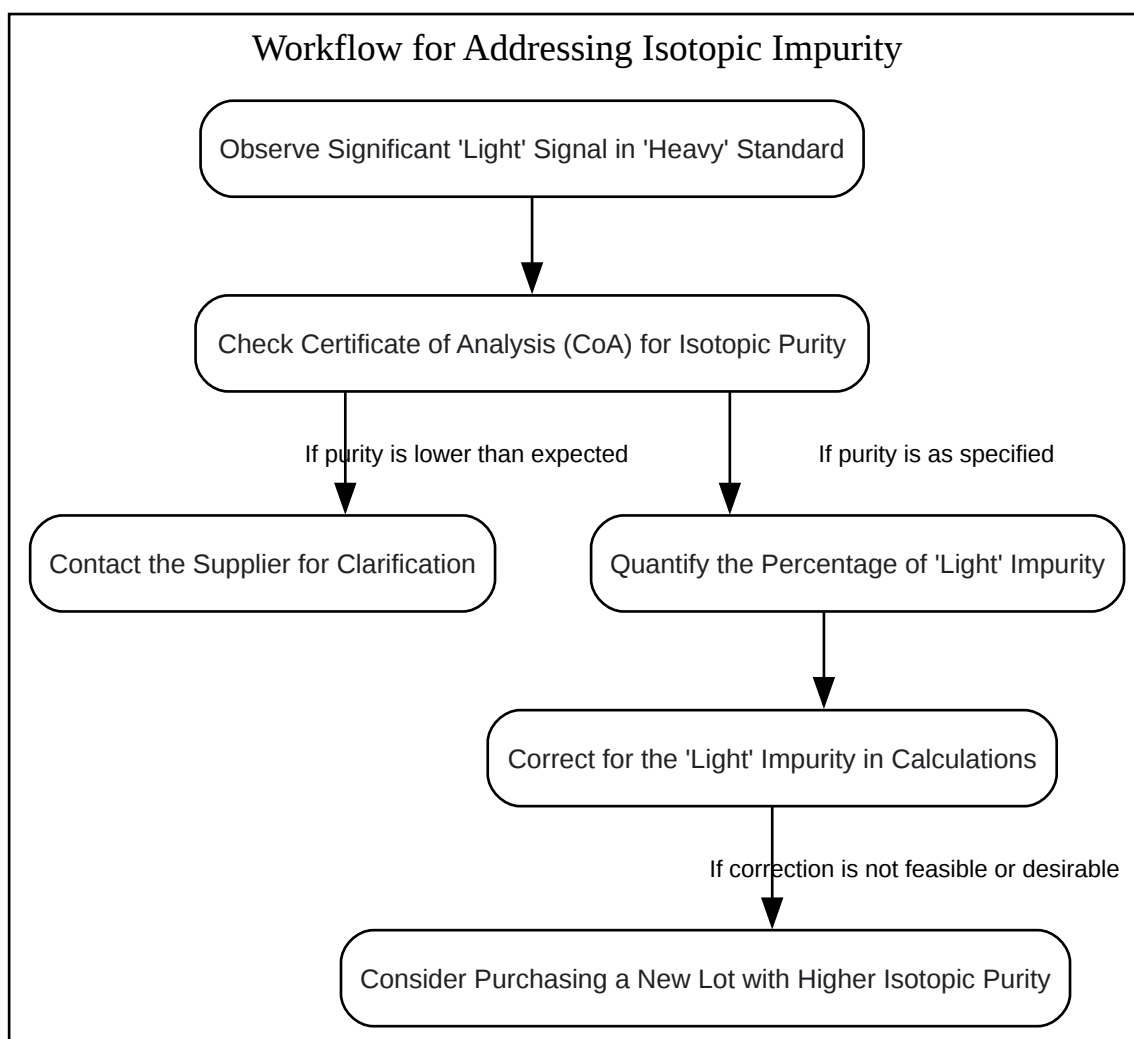 Workflow for Addressing Isotopic Impurity
Observe Significant 'Light' Signal in 'Heavy' Standard
Check Certificate of Analysis (CoA) for Isotopic Purity
If purity is lower than expected
If purity is as specified
Contact the Supplier for Clarification
Quantify the Percentage of 'Light' Impurity
Correct for the 'Light' Impurity in Calculations
If correction is not feasible or desirable
Consider Purchasing a New Lot with Higher Isotopic Purity